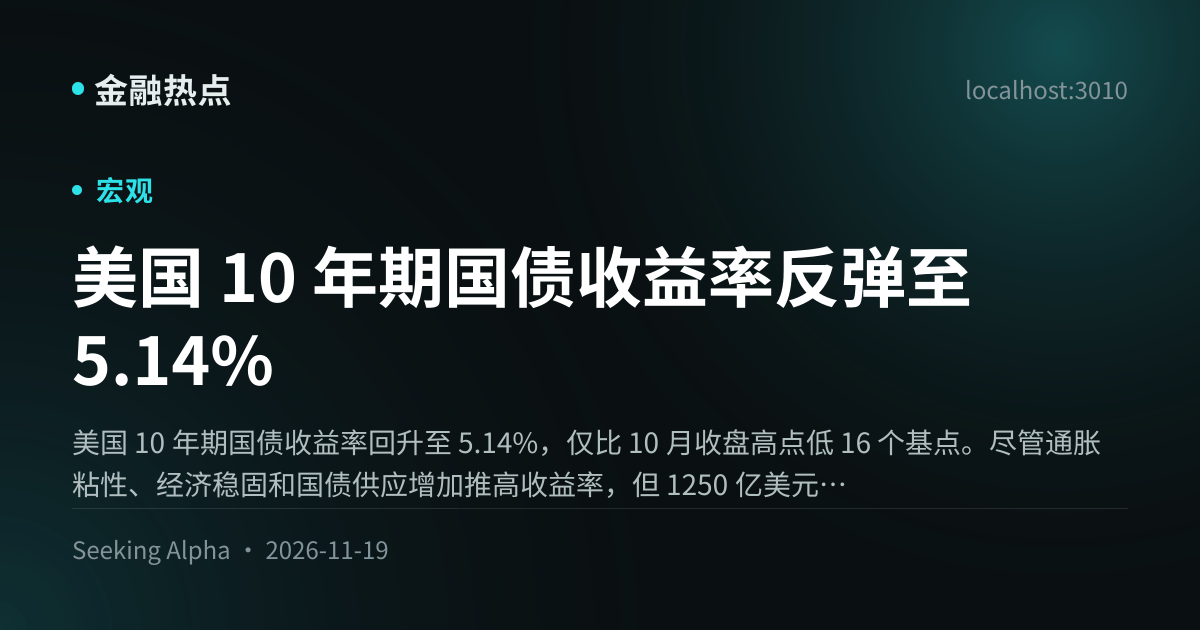 金融热点
localhost:3010
宏观
美国 10 年期国债收益率反弹至
5.14%
美国 10 年期国债收益率回升至 5.14%，仅比 10 月收盘高点低 16 个基点。尽管通胀
粘性、经济稳固和国债供应增加推高收益率，但 1250 亿美元…
Seeking Alpha · 2026-11-19